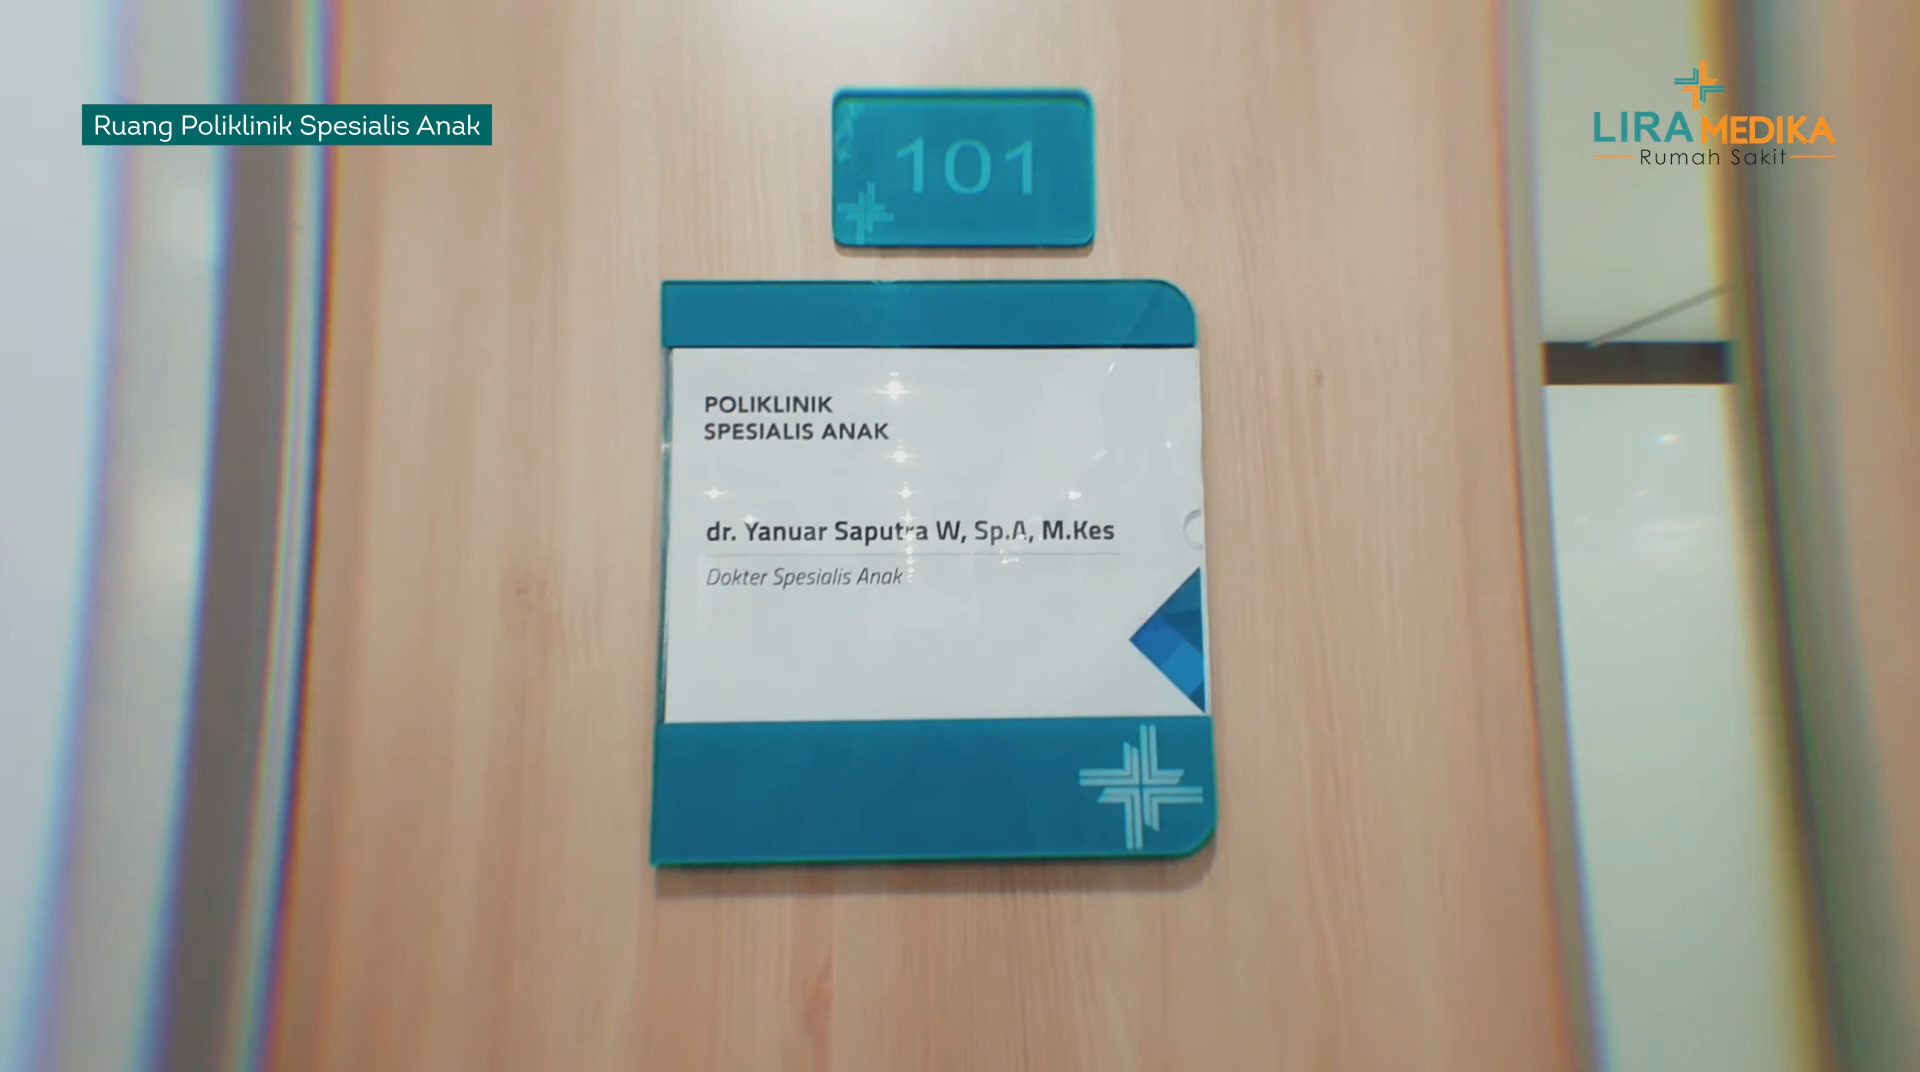 Ruang Poliklinik Spesialis Anak
LIRA MEDIKA
Rumah Sakit
101
POLIKLINIK
SPESIALIS ANAK
dr. Yanuar Saputra W, Sp.A, M.Kes
Dokter Spesialis Anak